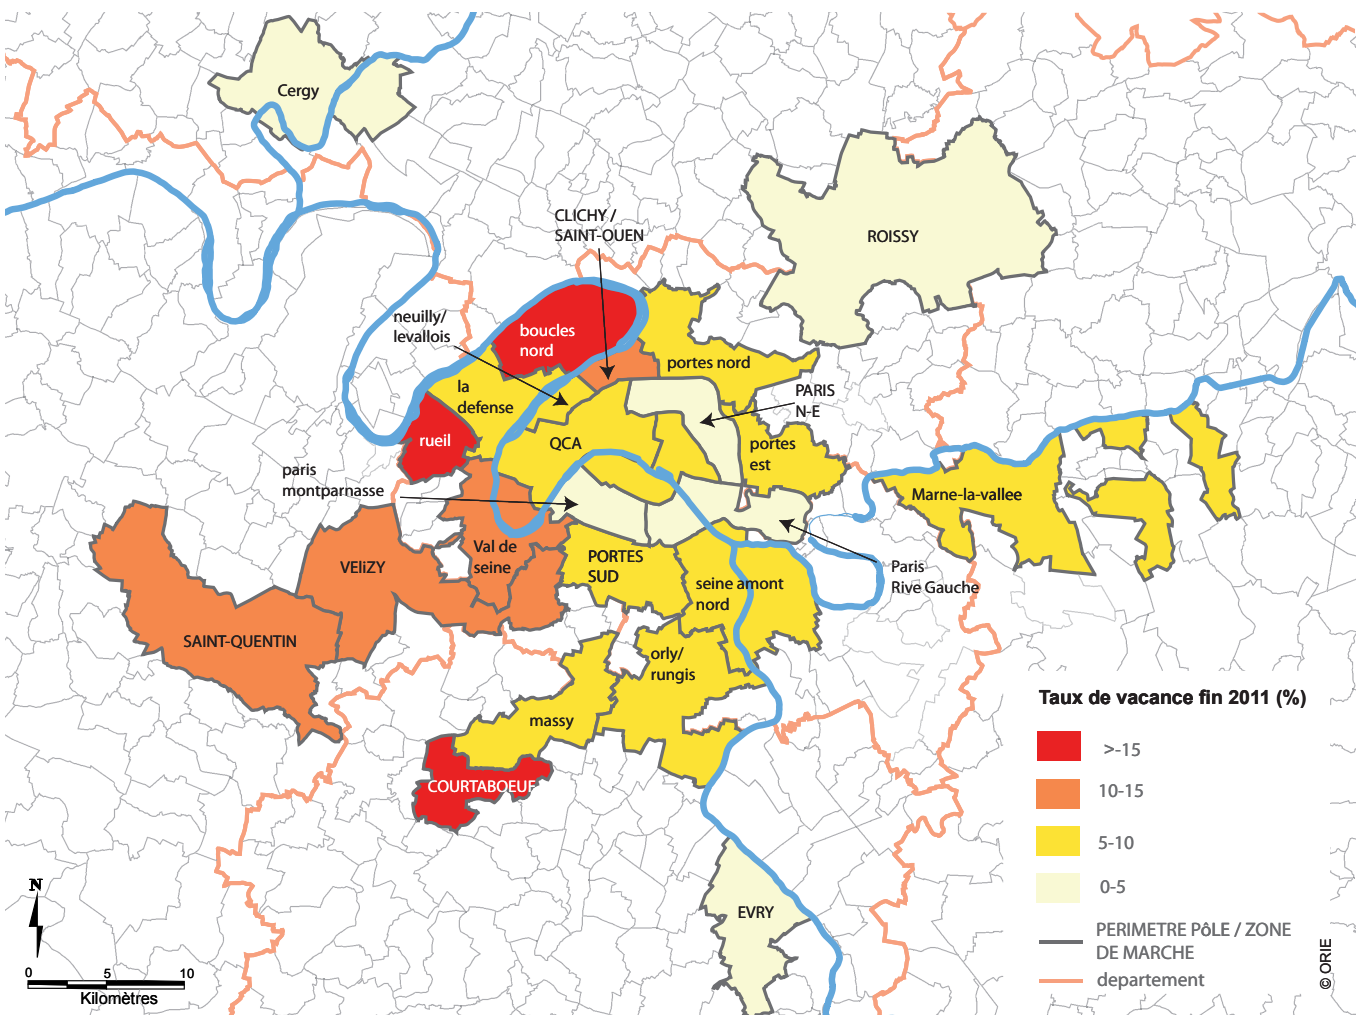 Cergy
ROISSY
CLICHY /
SAINT-OUEN
neuilly/
levallois
boucles
nord
portes nord
la
defense
PARIS
N-E
rueil
QCA
portes
est
paris
montparnasse
Marne-la-vallee
Val de
seine
VEliZY
PORTES
SUD
seine amont
nord
Paris
Rive Gauche
SAINT-QUENTIN
orly/
rungis
massy
COURTABOEUF
EVRY
Taux de vacance fin 2011 (%)
>-15
10-15
5-10
0-5
PERIMETRE PôLE / ZONE
DE MARCHE
departement
N
0 5 10
Kilomètres
© ORIE